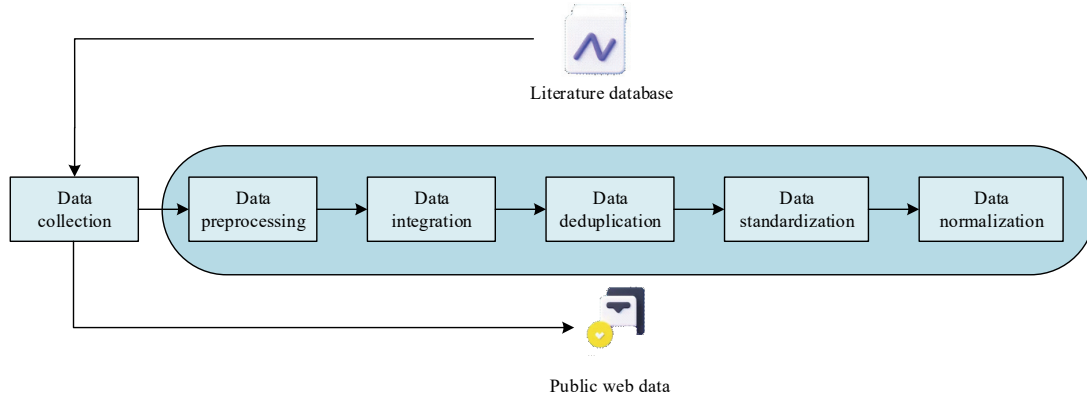 Literature database
Data
collection
Data
preprocessing
Data
integration
Data
deduplication
Data
standardization
Data
normalization
Public web data